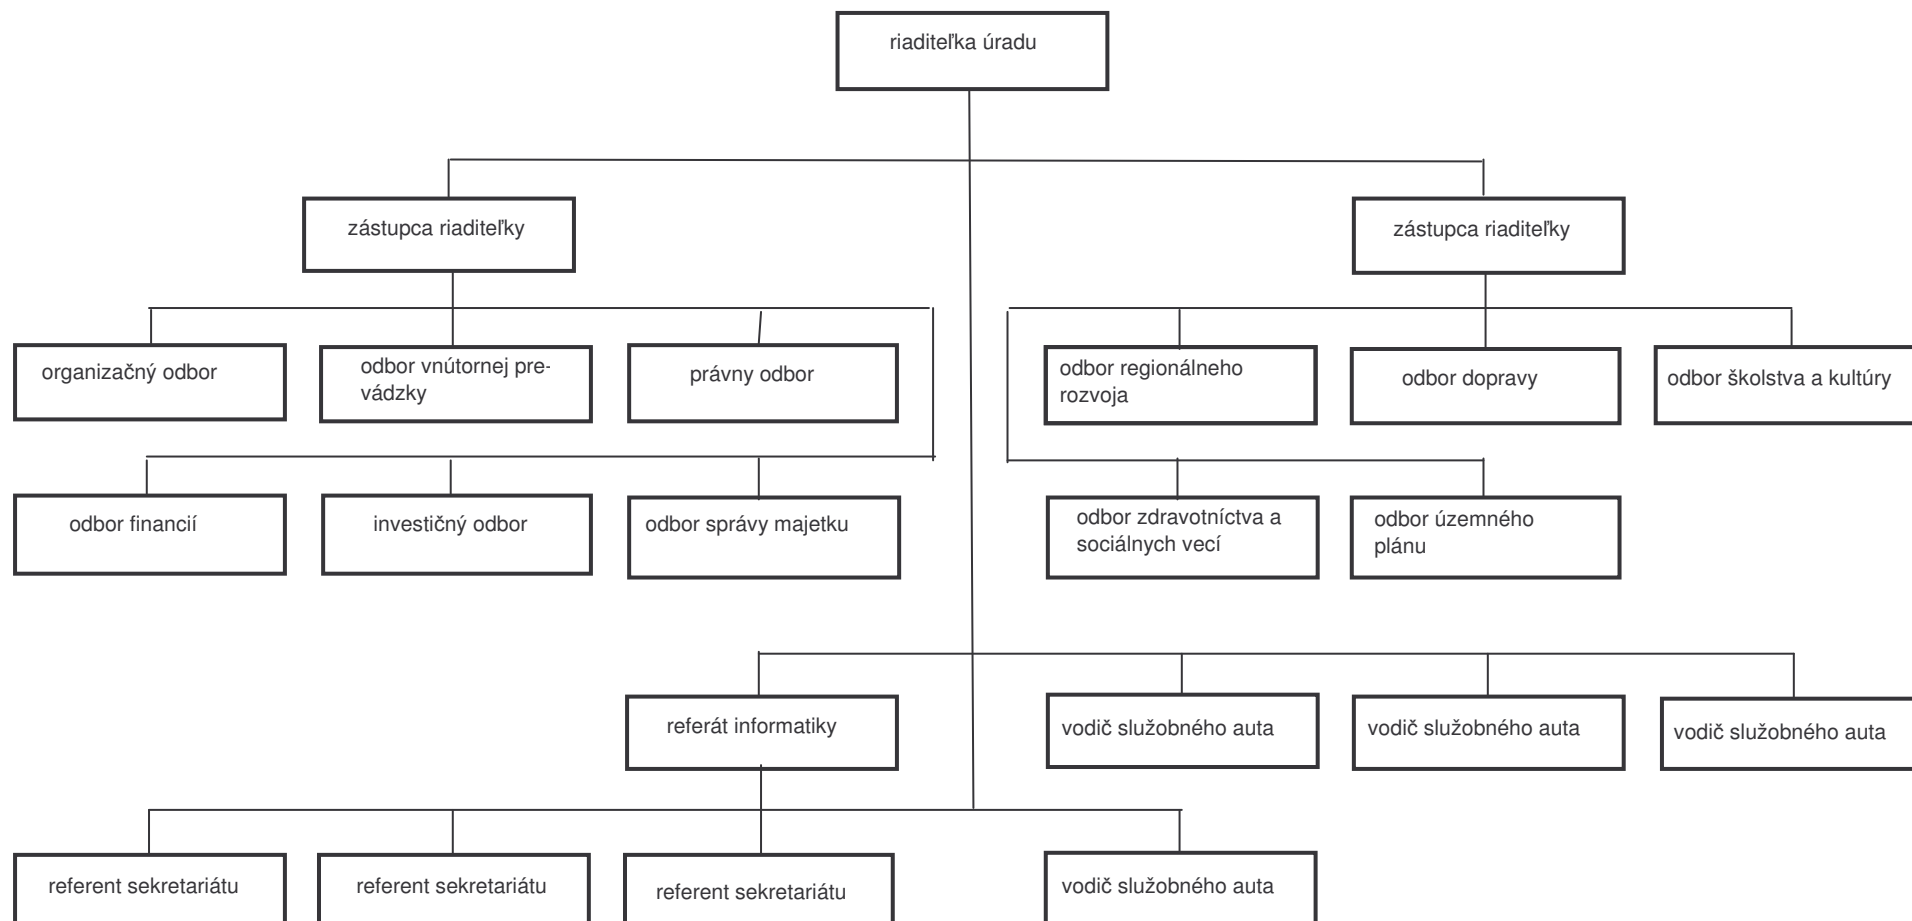 riaditeľka úradu
zástupca riaditeľky
zástupca riaditeľky
organizačný odbor
odbor vnútornej pre-
vádzky
právny odbor
odbor regionálneho
rozvoja
odbor dopravy
odbor školstva a kultúry
odbor financií
investičný odbor
odbor správy majetku
odbor zdravotníctva a
sociálnych vecí
odbor územného
plánu
referát informatiky
vodič služobného auta
vodič služobného auta
vodič služobného auta
referent sekretariátu
referent sekretariátu
referent sekretariátu
vodič služobného auta